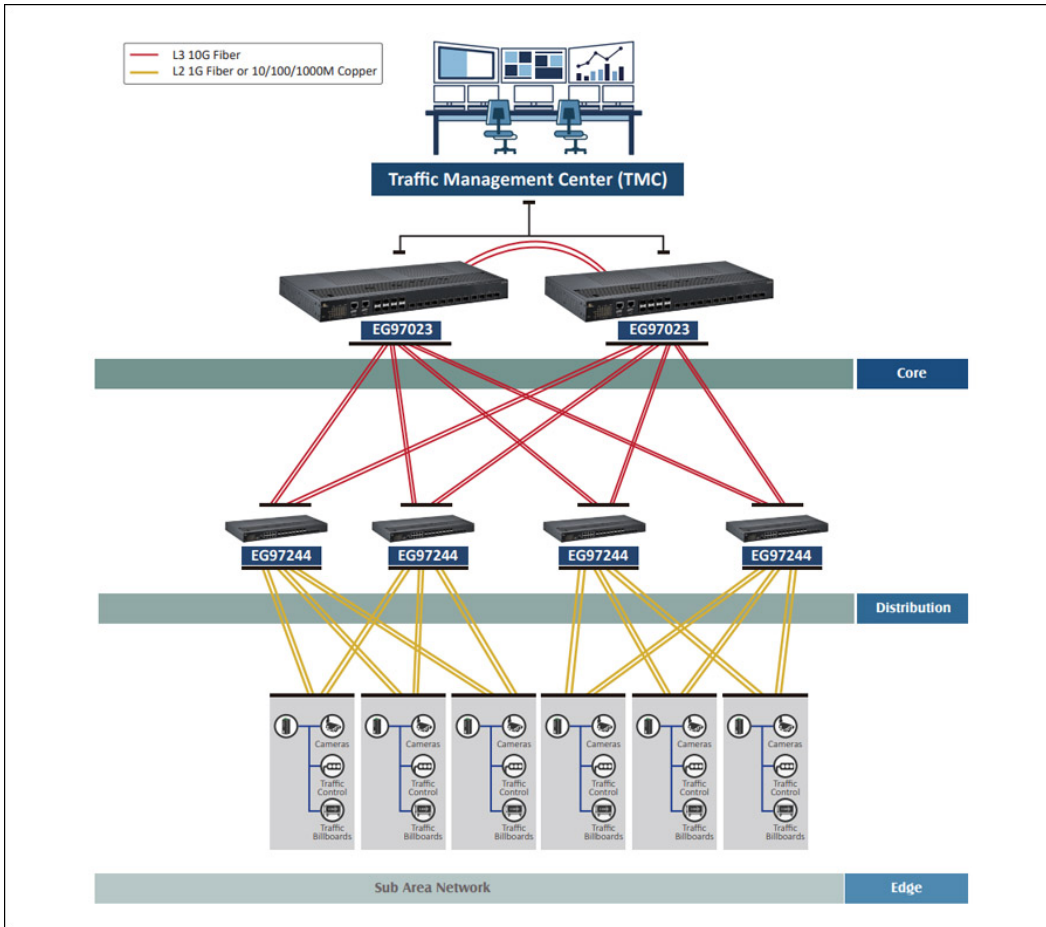 L3 10G Fiber
L2 1G Fiber or 10/100/1000M Copper
Traffic Management Center (TMC)
EG97023
EG97023
Core
EG97244
EG97244
EG97244
EG97244
Distribution
Cameras
Traffic
Control
Traffic
Billboards
Cameras
Traffic
Control
Traffic
Billboards
Cameras
Traffic
Control
Traffic
Billboards
Cameras
Traffic
Control
Traffic
Billboards
Cameras
Traffic
Control
Traffic
Billboards
Cameras
Traffic
Control
Traffic
Billboards
Sub Area Network
Edge